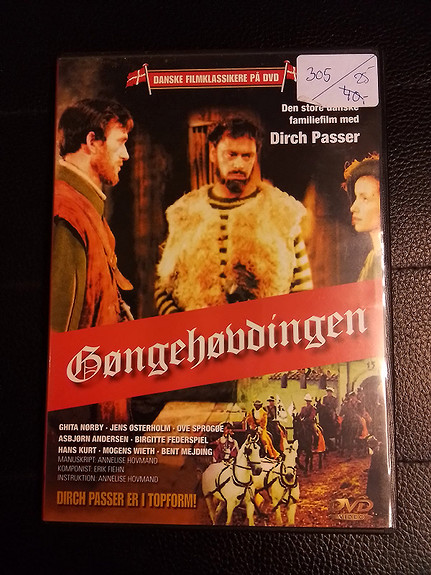 DANSKE FILMKLASSIKERE PÅ DVD
305
25
40,-
Den store danske
familiefilm med
Dirch Passer
Gøngehøvdingen
GHITA NØRBY · JENS ØSTERHOLM · OVE SPROGØE
ASBJØRN ANDERSEN · BIRGITTE FEDERSPIEL
HANS KURT · MOGENS WIETH · BENT MEJDING
MANUSKRIPT: ANNELISE HOVMAND
KOMPONIST: ERIK FIEHN
INSTRUKTION: ANNELISE HOVMAND
DIRCH PASSER ER I TOPFORM!
DVD
VIDEO